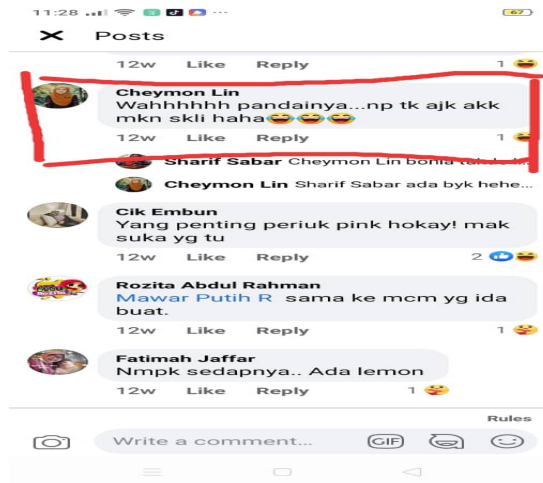 11:28
67
Posts
12w Like Reply 1
Cheymon Lin
Wahhhhhh pandainya...np tk ajk akk
mkn skli haha😂😂😂
12w Like Reply 1
Sharif Sabar Cheymon Lin
Cheymon Lin Sharif Sabar ada byk hehe...
Cik Embun
Yang penting periuk pink hokay! mak
suka yg tu
12w Like Reply 2
Rozita Abdul Rahman
Mawar Putih R sama ke mcm yg ida
buat.
12w Like Reply 1
Fatimah Jaffar
Nmpk sedapnya.. Ada lemon
12w Like Reply 1
Rules
Write a comment...
GIF